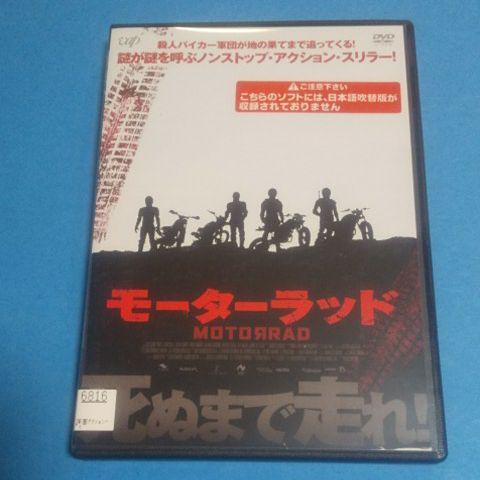 vap
DVD
殺人バイカー軍団が地の果てまで追ってくる!
謎が謎を呼ぶノンストップ・アクション・スリラー!
ご注意下さい
こちらのソフトには、日本語吹替版が
収録されておりません
モーターラッド
MOTOЯRAD
6816
死ぬまで走れ!